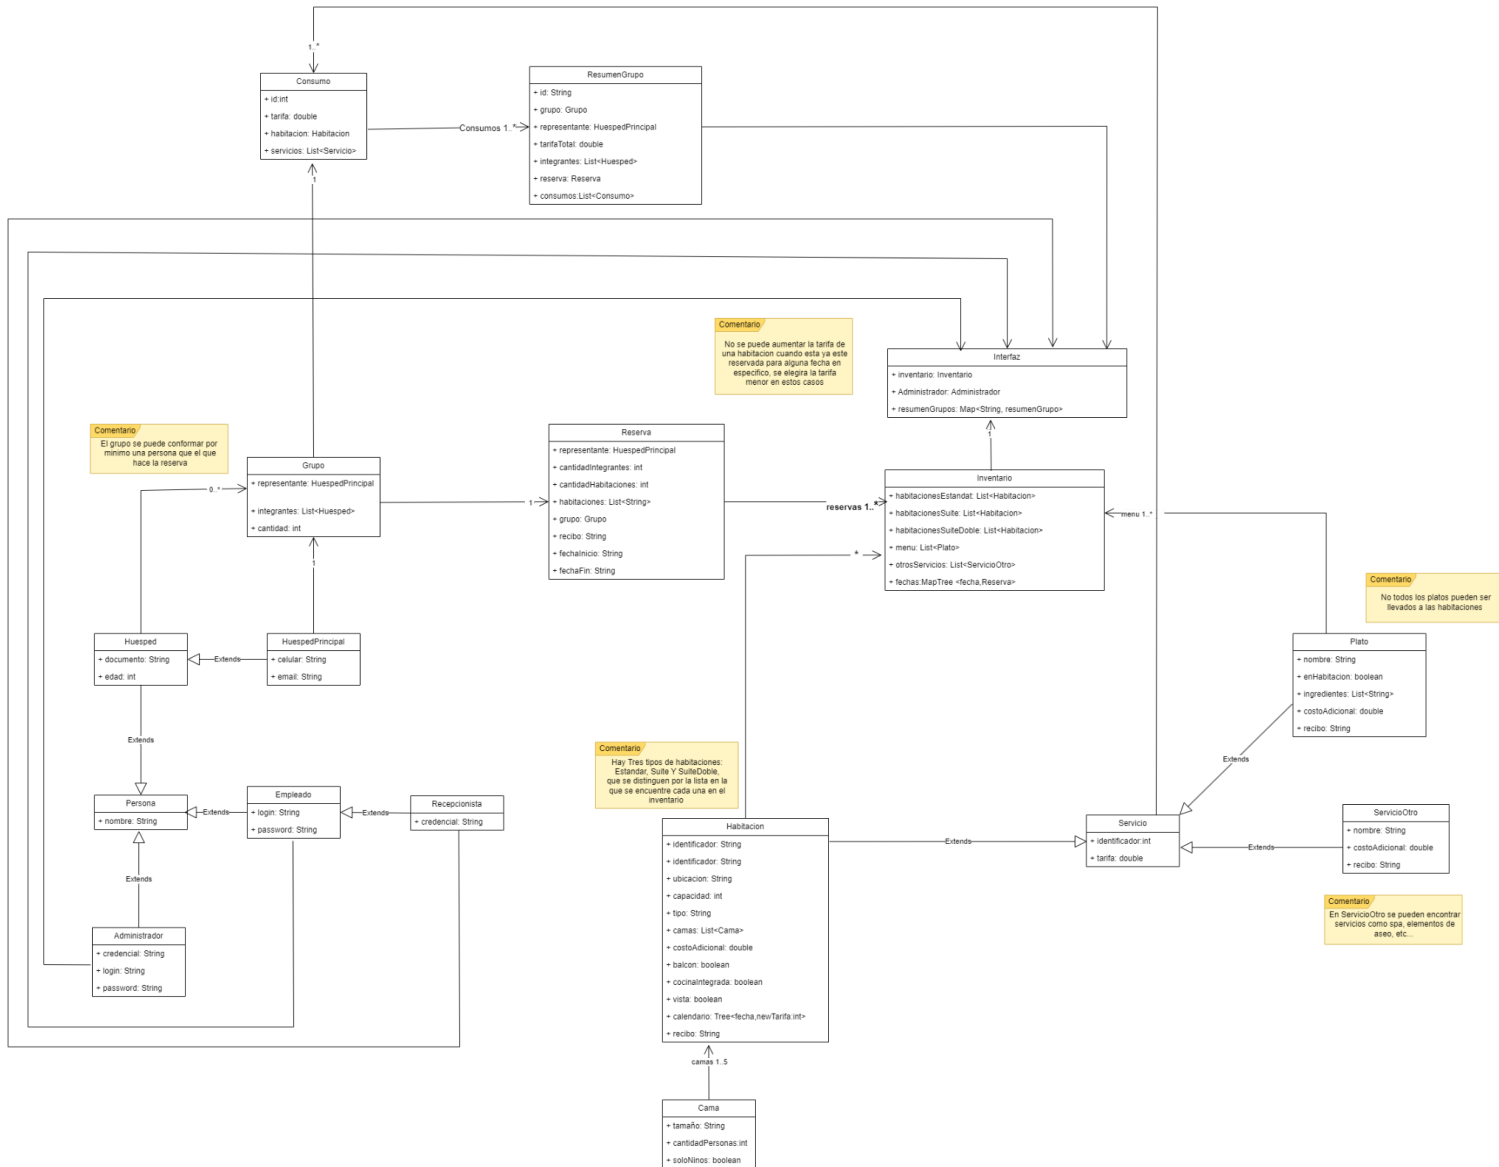 1..*
Consumo
+ id:int
+ tarifa: double
+ habitacion: Habitacion
+ servicios: List<Servicio>
Consumos 1..*
ResumenGrupo
+ id: String
+ grupo: Grupo
+ representante: HuespedPrincipal
+ tarifaTotal: double
+ integrantes: List<Huesped>
+ reserva: Reserva
+ consumos:List<Consumo>
1
Comentario
No se puede aumentar la tarifa de
una habitacion cuando esta ya este
reservada para alguna fecha en
especifico, se elegira la tarifa
menor en estos casos
Interfaz
+ inventario: Inventario
+ Administrador: Administrador
+ resumenGrupos: Map<String, resumenGrupo>
1
Comentario
El grupo se puede conformar por
minimo una persona que el que
hace la reserva
Grupo
+ representante: HuespedPrincipal
+ integrantes: List<Huesped>
+ cantidad: int
0..*
1
1
Reserva
+ representante: HuespedPrincipal
+ cantidadIntegrantes: int
+ cantidadHabitaciones: int
+ habitaciones: List<String>
+ grupo: Grupo
+ recibo: String
+ fechaInicio: String
+ fechaFin: String
reservas 1..*
*
Inventario
+ habitacionesEstandat: List<Habitacion>
+ habitacionesSuite: List<Habitacion>
+ habitacionesSuiteDoble: List<Habitacion>
+ menu: List<Plato>
+ otrosServicios: List<ServicioOtro>
+ fechas:MapTree <fecha,Reserva>
menu 1..*
Comentario
No todos los platos pueden ser
llevados a las habitaciones
Huesped
+ documento: String
+ edad: int
Extends
HuespedPrincipal
+ celular: String
+ email: String
Plato
+ nombre: String
+ enHabitacion: boolean
+ ingredientes: List<String>
+ costoAdicional: double
+ recibo: String
Extends
Extends
Comentario
Hay Tres tipos de habitaciones:
Estandar, Suite Y SuiteDoble,
que se distinguen por la lista en la
que se encuentre cada una en el
inventario
Persona
+ nombre: String
Extends
Empleado
+ login: String
+ password: String
Extends
Recepcionista
+ credencial: String
Extends
Administrador
+ credencial: String
+ login: String
+ password: String
Habitacion
+ identificador: String
+ identificador: String
+ ubicacion: String
+ capacidad: int
+ tipo: String
+ camas: List<Cama>
+ costoAdicional: double
+ balcon: boolean
+ cocinaIntegrada: boolean
+ vista: boolean
+ calendario: Tree<fecha,newTarifa:int>
+ recibo: String
Extends
Servicio
+ identificador:int
+ tarifa: double
Extends
ServicioOtro
+ nombre: String
+ costoAdicional: double
+ recibo: String
Comentario
En ServicioOtro se pueden encontrar
servicios como spa, elementos de
aseo, etc...
camas 1..5
Cama
+ tamaño: String
+ cantidadPersonas:int
+ soloNinos: boolean